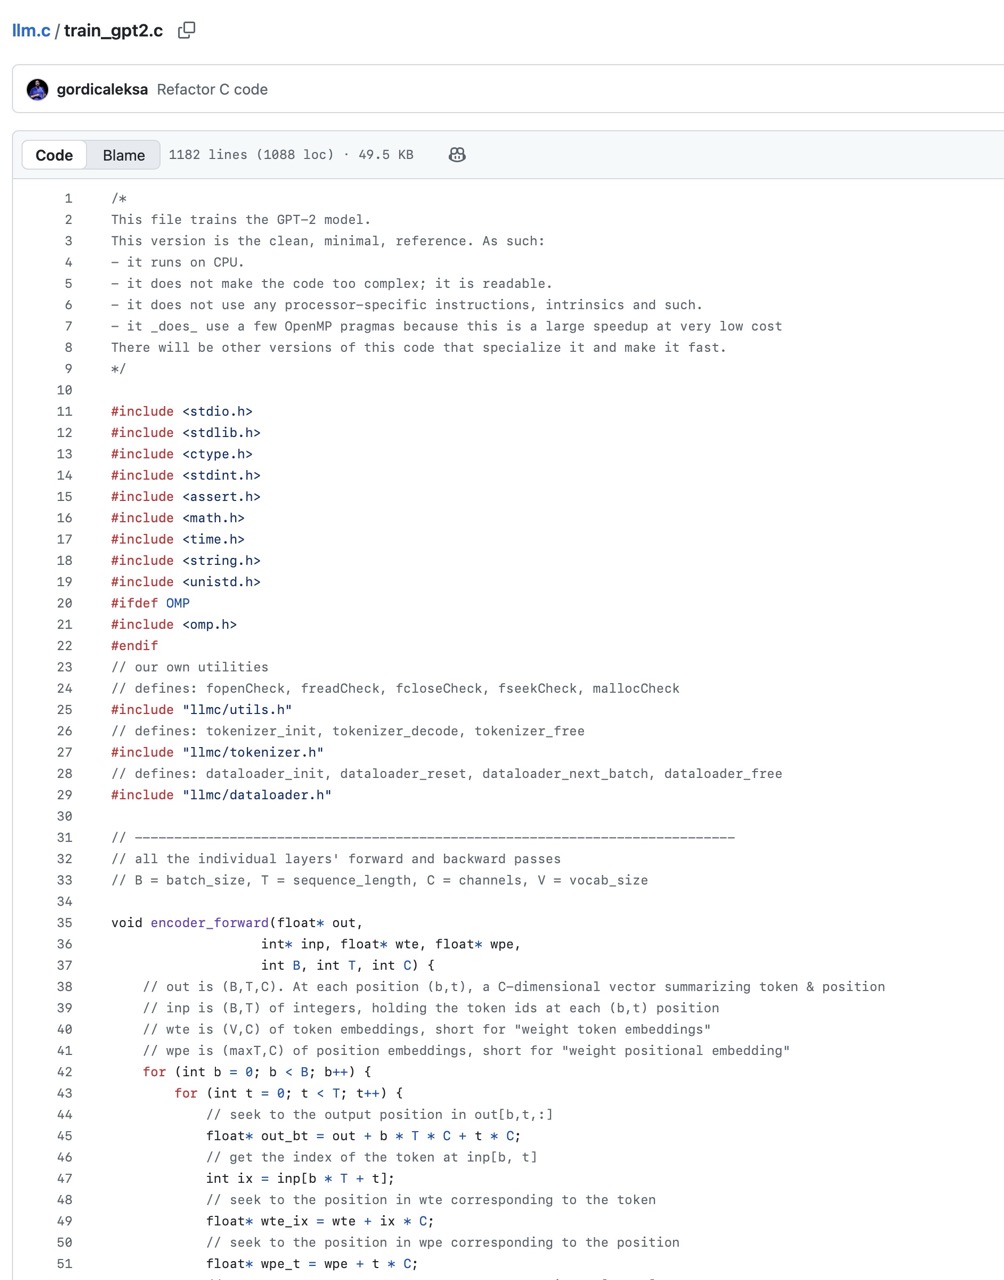 llm.c / train_gpt2.c
gordicaleksa Refactor C code
Code Blame 1182 lines (1088 loc) · 49.5 KB
1 /*
2 This file trains the GPT-2 model.
3 This version is the clean, minimal, reference. As such:
4 - it runs on CPU.
5 - it does not make the code too complex; it is readable.
6 - it does not use any processor-specific instructions, intrinsics and such.
7 - it _does_ use a few OpenMP pragmas because this is a large speedup at very low cost
8 There will be other versions of this code that specialize it and make it fast.
9 */
10
11 #include <stdio.h>
12 #include <stdlib.h>
13 #include <ctype.h>
14 #include <stdint.h>
15 #include <assert.h>
16 #include <math.h>
17 #include <time.h>
18 #include <string.h>
19 #include <unistd.h>
20 #ifdef OMP
21 #include <omp.h>
22 #endif
23 // our own utilities
24 // defines: fopenCheck, freadCheck, fcloseCheck, fseekCheck, mallocCheck
25 #include "llmc/utils.h"
26 // defines: tokenizer_init, tokenizer_decode, tokenizer_free
27 #include "llmc/tokenizer.h"
28 // defines: dataloader_init, dataloader_reset, dataloader_next_batch, dataloader_free
29 #include "llmc/dataloader.h"
30
31 // ----------------------------------------------------------------------------
32 // all the individual layers' forward and backward passes
33 // B = batch_size, T = sequence_length, C = channels, V = vocab_size
34
35 void encoder_forward(float* out,
36                    int* inp, float* wte, float* wpe,
37                    int B, int T, int C) {
38     // out is (B,T,C). At each position (b,t), a C-dimensional vector summarizing token & position
39     // inp is (B,T) of integers, holding the token ids at each (b,t) position
40     // wte is (V,C) of token embeddings, short for "weight token embeddings"
41     // wpe is (maxT,C) of position embeddings, short for "weight positional embedding"
42     for (int b = 0; b < B; b++) {
43         for (int t = 0; t < T; t++) {
44             // seek to the output position in out[b,t,:]
45             float* out_bt = out + b * T * C + t * C;
46             // get the index of the token at inp[b, t]
47             int ix = inp[b * T + t];
48             // seek to the position in wte corresponding to the token
49             float* wte_ix = wte + ix * C;
50             // seek to the position in wpe corresponding to the position
51             float* wpe_t = wpe + t * C;